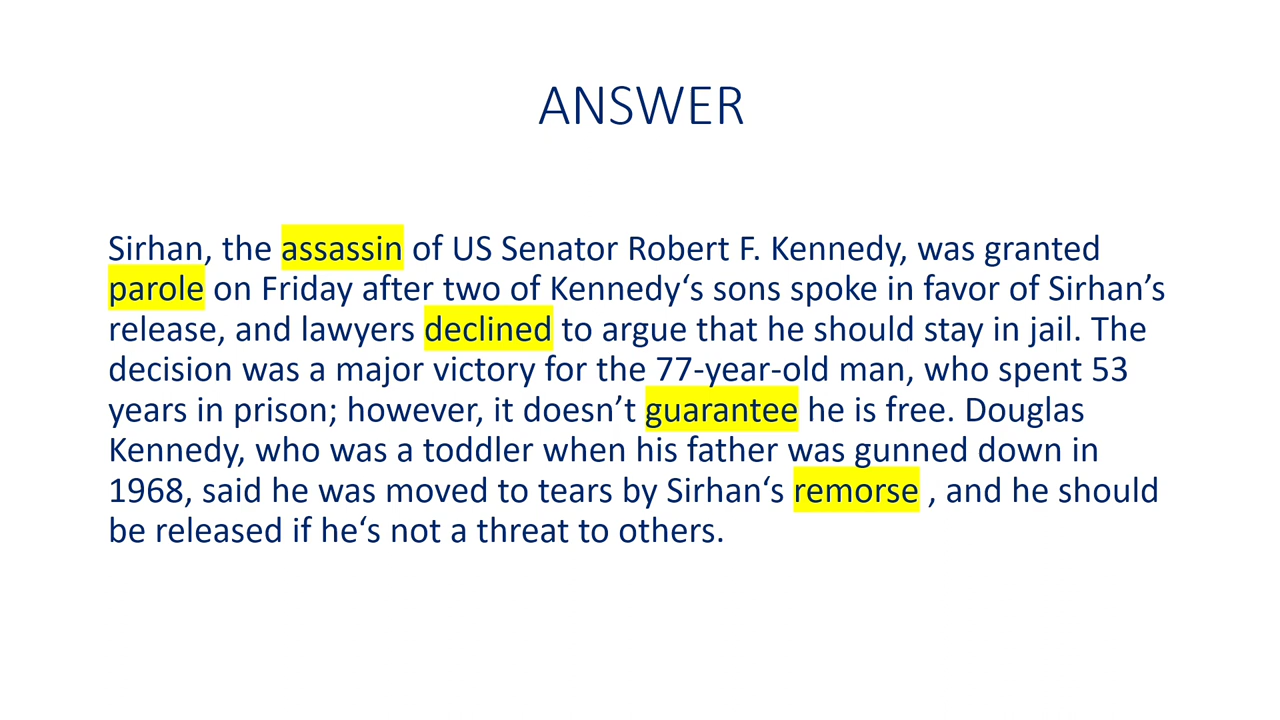 ANSWER
Sirhan, the assassin of US Senator Robert F. Kennedy, was granted
parole on Friday after two of Kennedy‘s sons spoke in favor of Sirhan’s
release, and lawyers declined to argue that he should stay in jail. The
decision was a major victory for the 77-year-old man, who spent 53
years in prison; however, it doesn’t guarantee he is free. Douglas
Kennedy, who was a toddler when his father was gunned down in
1968, said he was moved to tears by Sirhan‘s remorse , and he should
be released if he‘s not a threat to others.